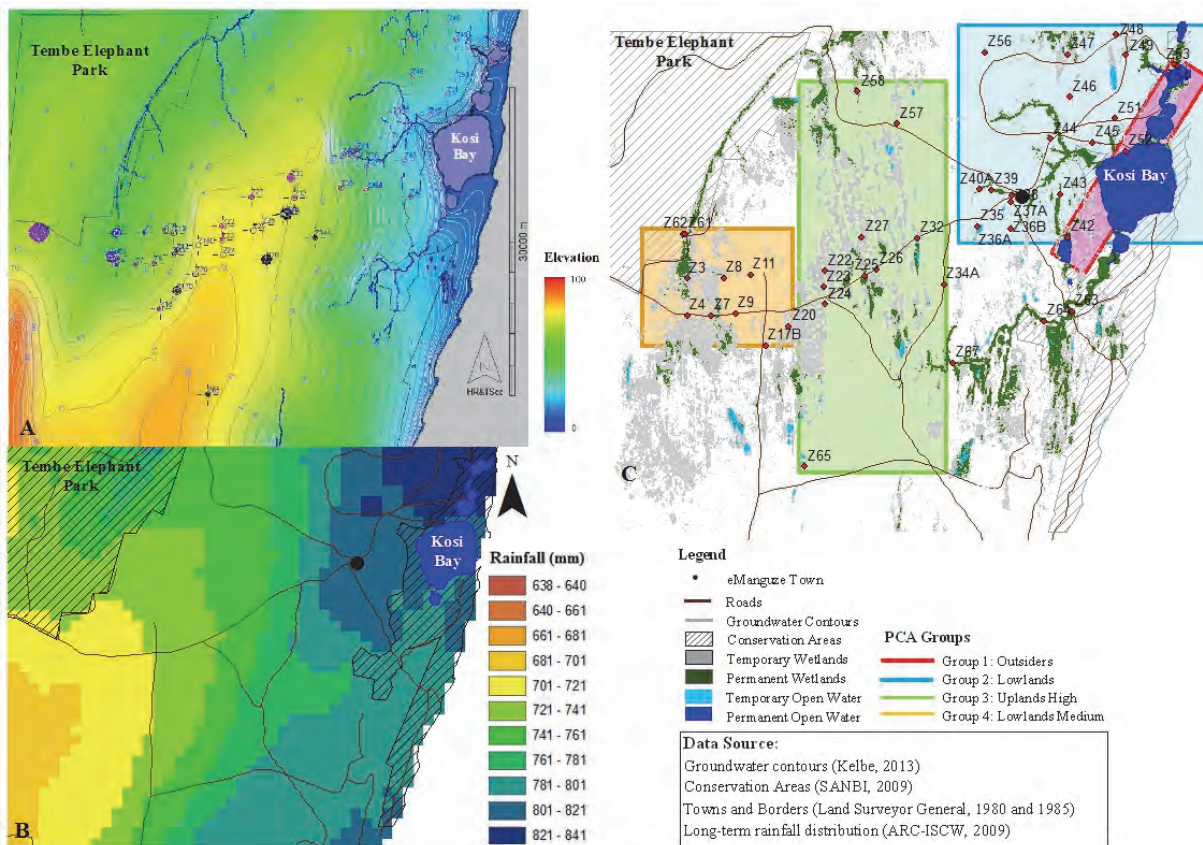 Tembe Elephant
Park
Kosi
Bay
30000 m
HR&TScc
A
Elevation
100
0
Tembe Elephant
Park
Z56
Z47
Z48
Z49
Z46
Z51
Z58
Z57
Z44
Z45
Z52
Kosi Bay
Z40A
Z39
Z43
Z35
Z37A
Z36B
Z36A
Z42
Z62
Z61
Z27
Z32
Z3
Z8
Z11
Z22
Z25
Z26
Z23
Z34A
Z24
Z4
Z7
Z9
Z20
Z17B
Z63
Z64
Z67
Z65
C
Tembe Elephant
Park
N
Kosi
Bay
B
Rainfall (mm)
638 - 640
640 - 661
661 - 681
681 - 701
701 - 721
721 - 741
741 - 761
761 - 781
781 - 801
801 - 821
821 - 841
Legend
eManguze Town
Roads
Groundwater Contours
Conservation Areas
Temporary Wetlands
Permanent Wetlands
Temporary Open Water
Permanent Open Water
PCA Groups
Group 1: Outsiders
Group 2: Lowlands
Group 3: Uplands High
Group 4: Lowlands Medium
Data Source:
Groundwater contours (Kelbe, 2013)
Conservation Areas (SANBI, 2009)
Towns and Borders (Land Surveyor General, 1980 and 1985)
Long-term rainfall distribution (ARC-ISCW, 2009)